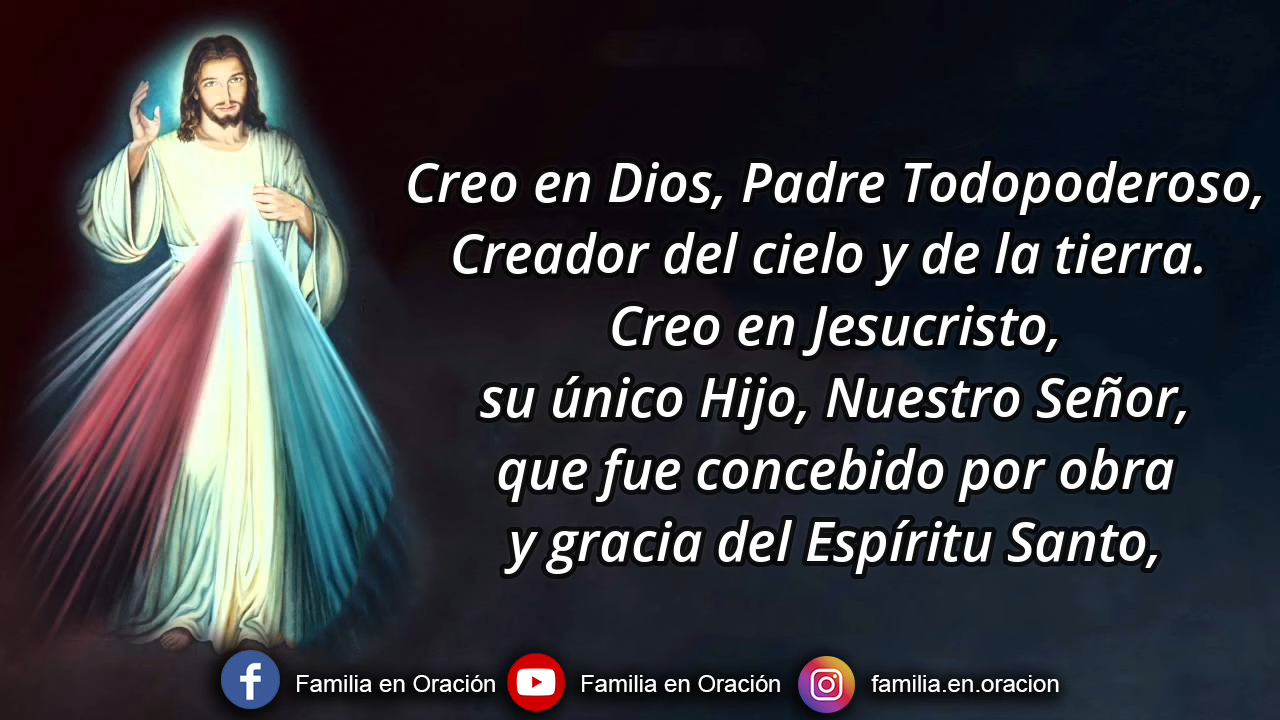 Creo en Dios, Padre Todopoderoso,
Creador del cielo y de la tierra.
Creo en Jesucristo,
su único Hijo, Nuestro Señor,
que fue concebido por obra
y gracia del Espíritu Santo,
Familia en Oración Familia en Oración familia.en.oracion